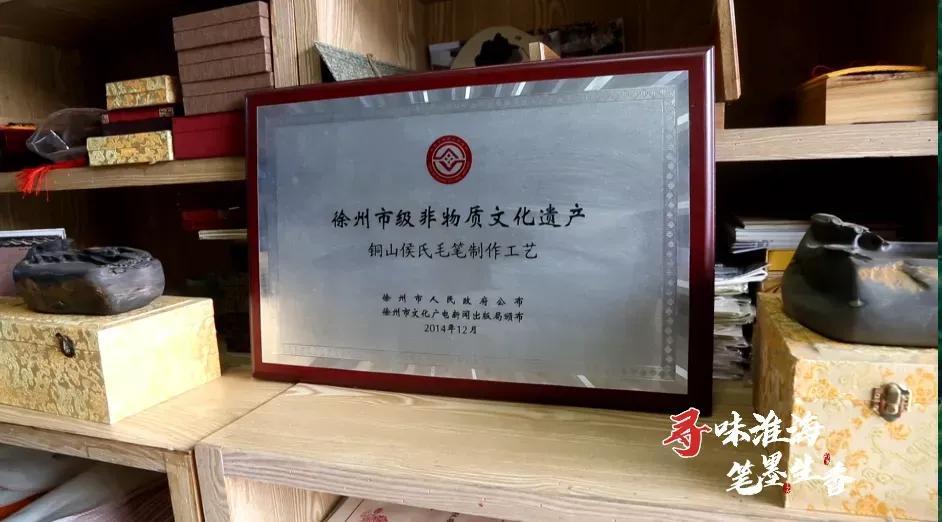 徐州市级非物质文化遗产
铜山侯氏毛笔制作工艺
徐州市人民政府公布
徐州市文化广电新闻出版局颁布
2014年12月
寻味淮海
笔墨生香